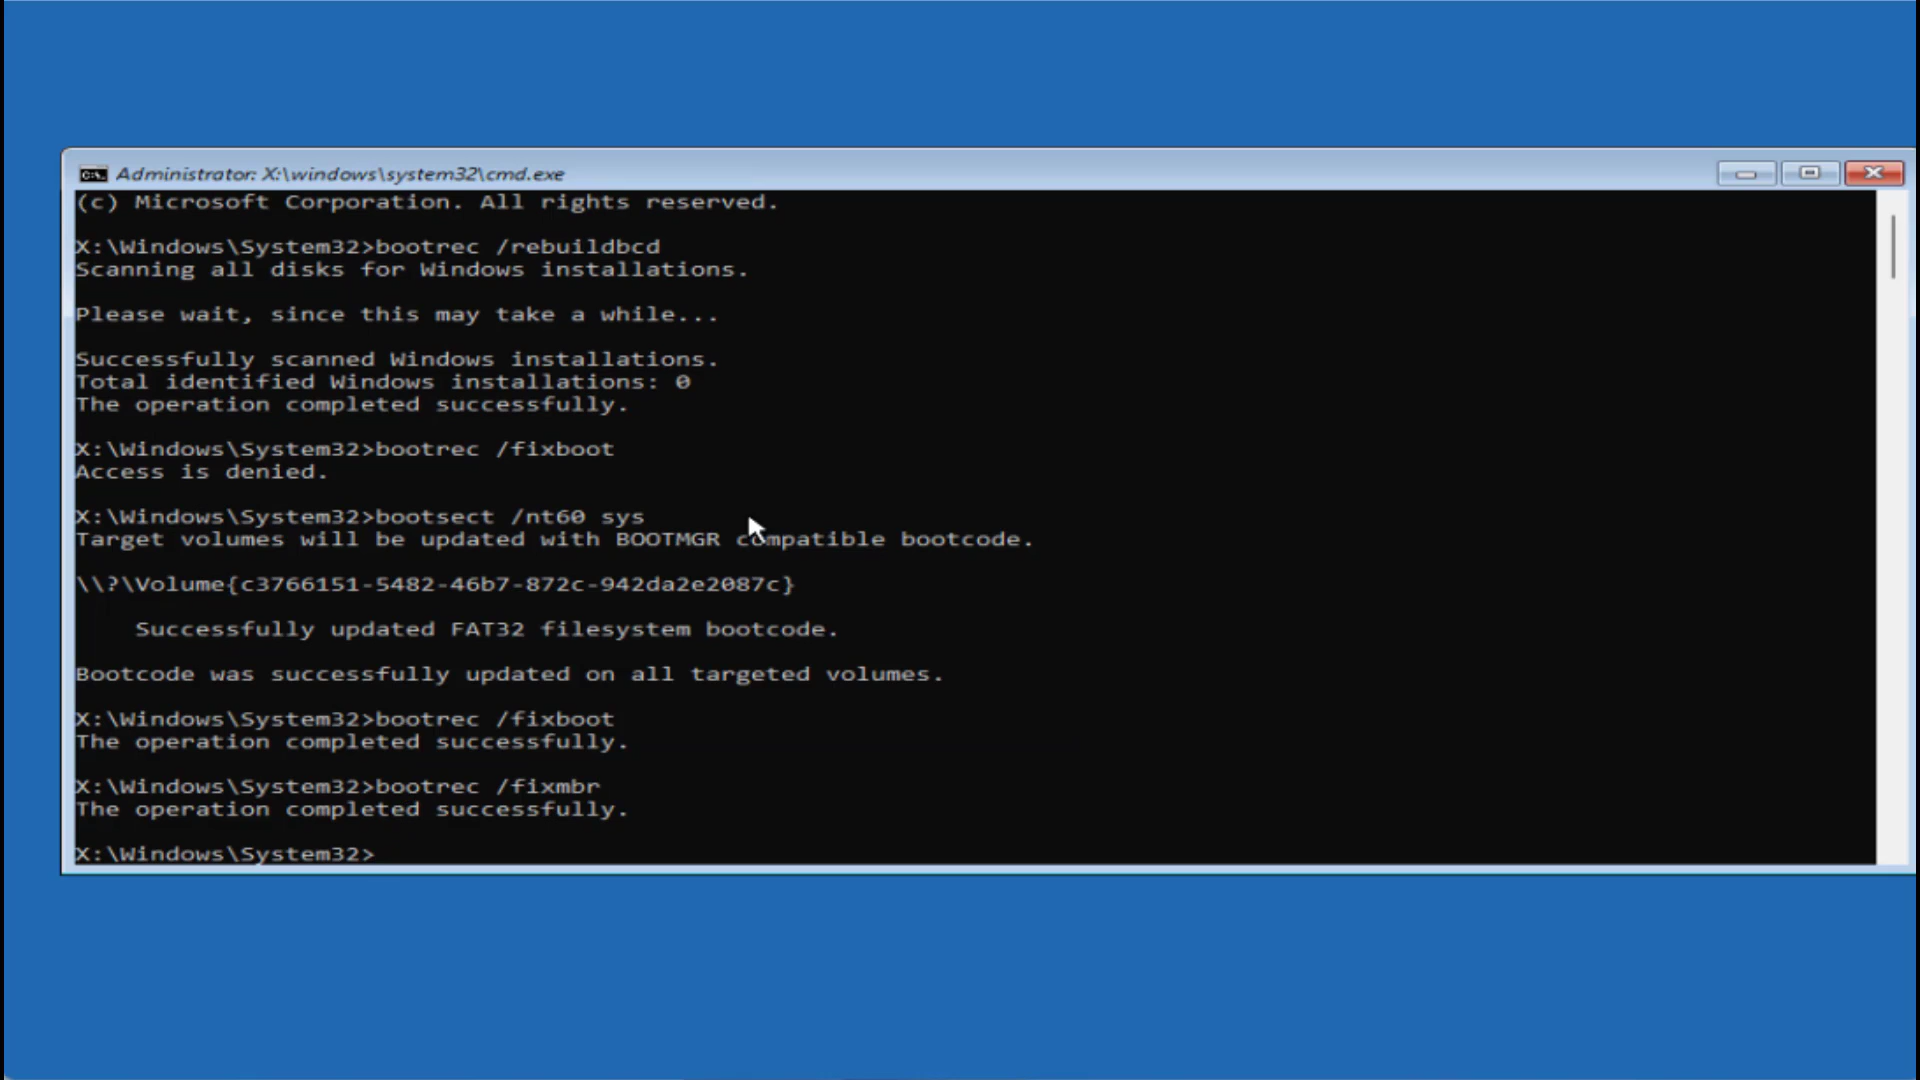 Administrator: X:\windows\system32\cmd.exe
(c) Microsoft Corporation. All rights reserved.
X:\Windows\System32>bootrec /rebuildbcd
Scanning all disks for Windows installations.
Please wait, since this may take a while...
Successfully scanned Windows installations.
Total identified Windows installations: 0
The operation completed successfully.
X:\Windows\System32>bootrec /fixboot
Access is denied.
X:\Windows\System32>bootsect /nt60 sys
Target volumes will be updated with BOOTMGR compatible bootcode.
\\?\Volume{c3766151-5482-46b7-872c-942da2e2087c}
Successfully updated FAT32 filesystem bootcode.
Bootcode was successfully updated on all targeted volumes.
X:\Windows\System32>bootrec /fixboot
The operation completed successfully.
X:\Windows\System32>bootrec /fixmbr
The operation completed successfully.
X:\Windows\System32>